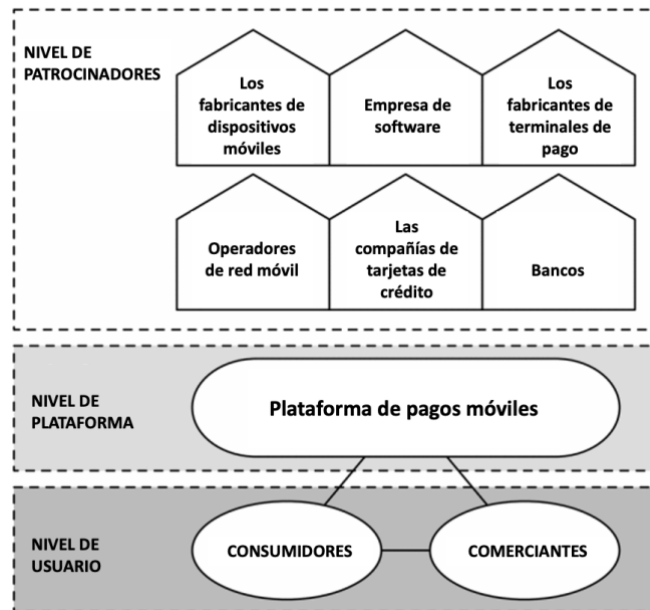 NIVEL DE
PATROCINADORES
Los
fabricantes de
dispositivos
móviles
Empresa de
software
Los
fabricantes de
terminales de
pago
Operadores
de red móvil
Las
compañías de
tarjetas de
crédito
Bancos
NIVEL DE
PLATAFORMA
Plataforma de pagos móviles
NIVEL DE
USUARIO
CONSUMIDORES
COMERCIANTES